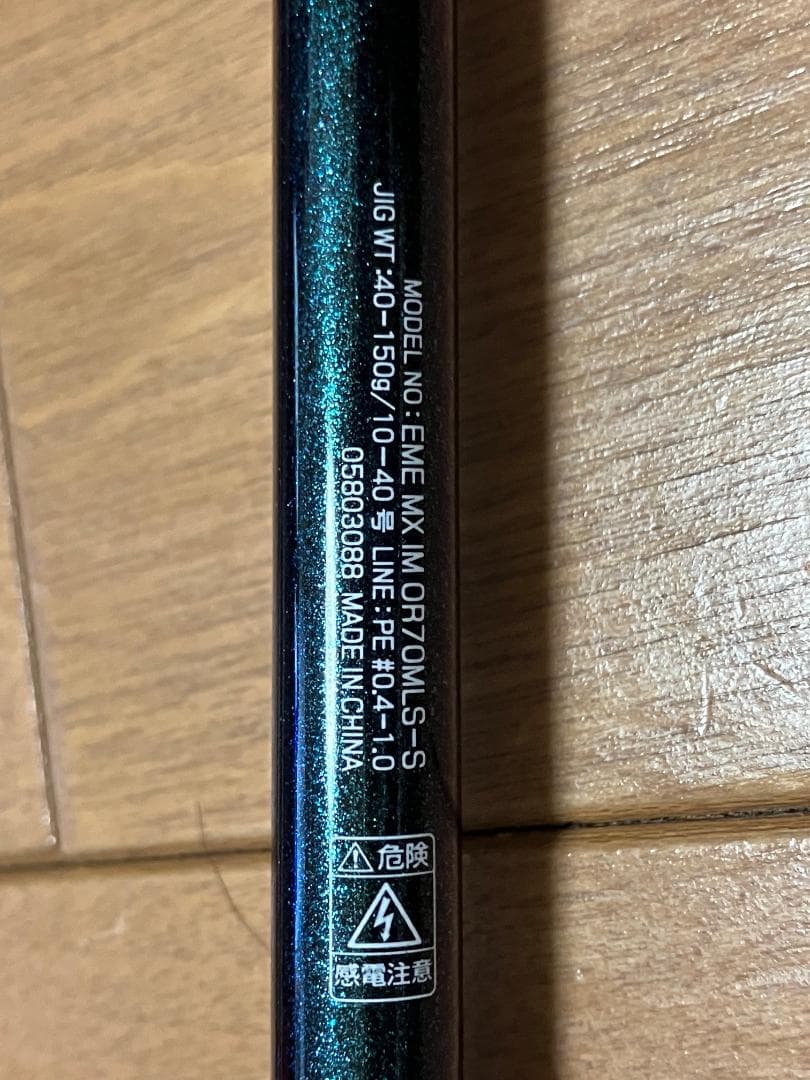 MODEL NO : EME MX IM OR70MLS-S
JIG WT :40-150g/10-40号 LINE : PE #0.4-1.0
05803088 MADE IN CHINA
⚠危険
感電注意